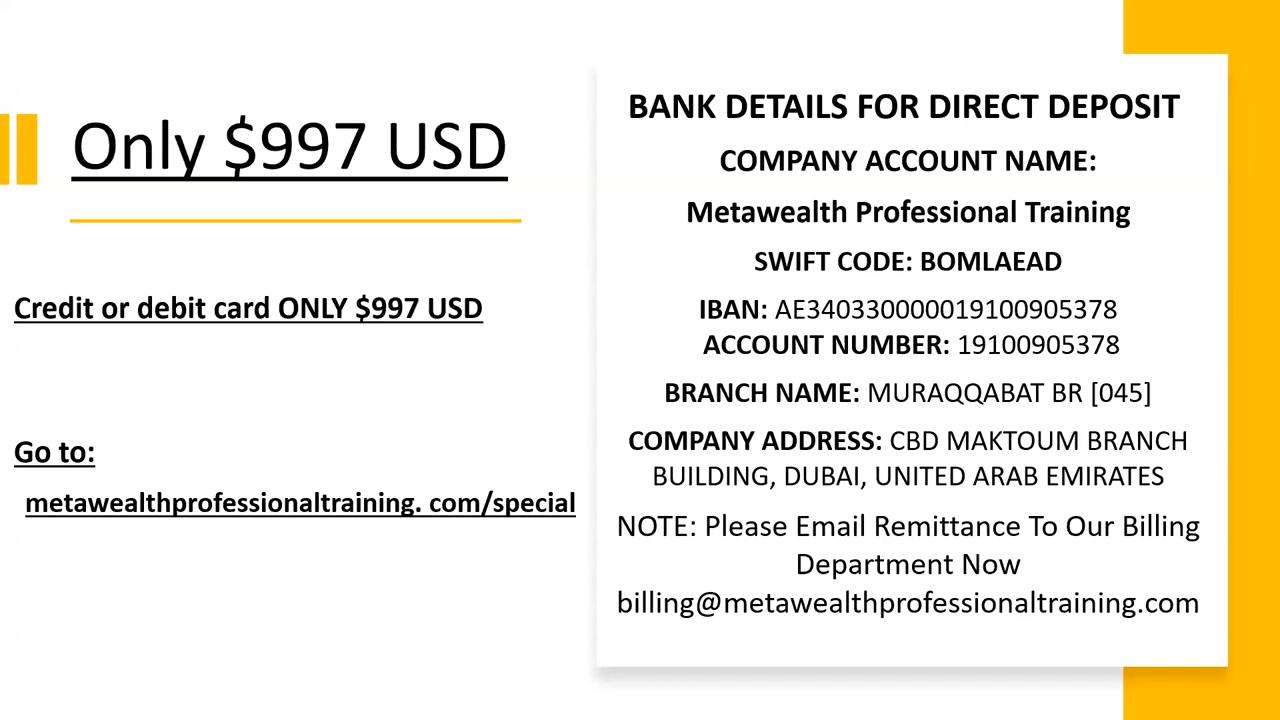 Only $997 USD
Credit or debit card ONLY $997 USD
Go to:
metawealthprofessionaltraining. com/special
BANK DETAILS FOR DIRECT DEPOSIT
COMPANY ACCOUNT NAME:
Metawealth Professional Training
SWIFT CODE: BOMLAEAD
IBAN: AE340330000019100905378
ACCOUNT NUMBER: 19100905378
BRANCH NAME: MURAQQABAT BR [045]
COMPANY ADDRESS: CBD MAKTOUM BRANCH
BUILDING, DUBAI, UNITED ARAB EMIRATES
NOTE: Please Email Remittance To Our Billing
Department Now
billing@metawealthprofessionaltraining.com